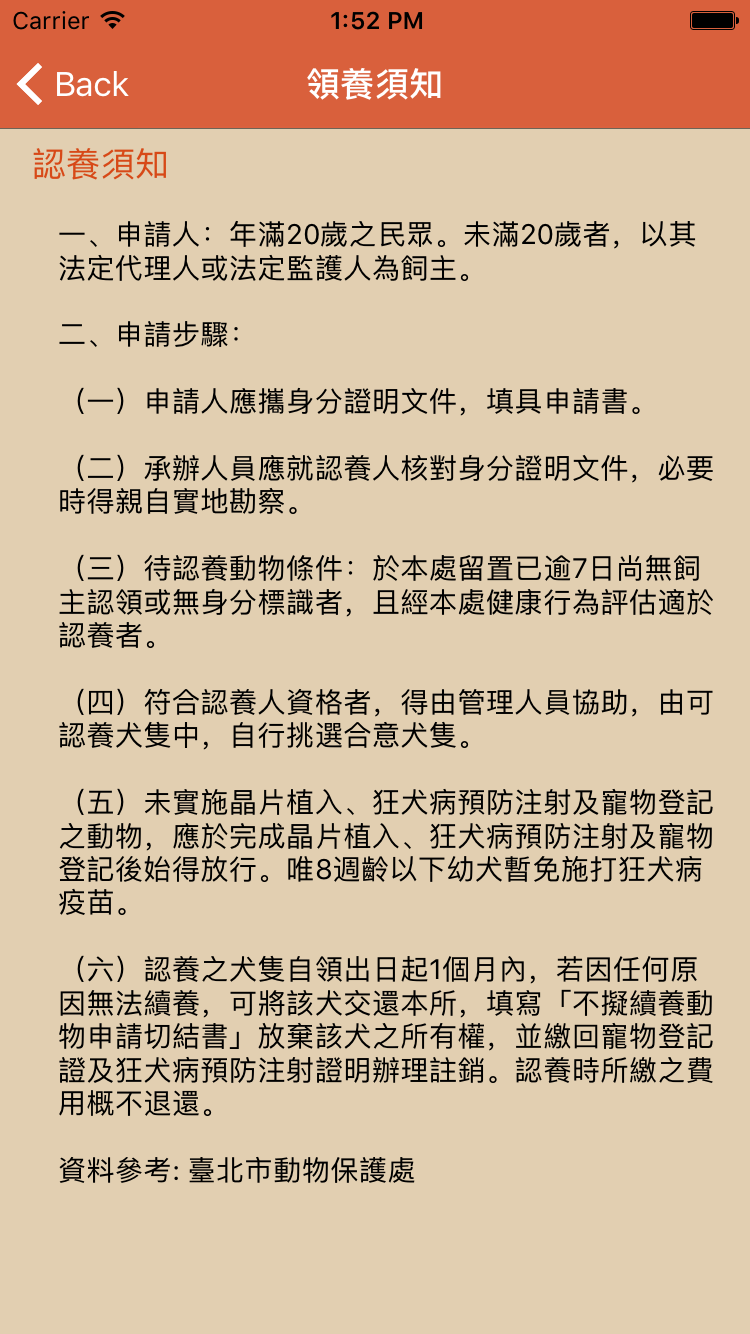 Carrier 1:52 PM
Back 領養須知
認養須知
一、申請人：年滿20歲之民眾。未滿20歲者，以其
法定代理人或法定監護人為飼主。
二、申請步驟：
（一）申請人應攜身分證明文件，填具申請書。
（二）承辦人員應就認養人核對身分證明文件，必要
時得親自實地勘察。
（三）待認養動物條件：於本處留置已逾7日尚無飼
主認領或無身分標識者，且經本處健康行為評估適於
認養者。
（四）符合認養人資格者，得由管理人員協助，由可
認養犬隻中，自行挑選合意犬隻。
（五）未實施晶片植入、狂犬病預防注射及寵物登記
之動物，應於完成晶片植入、狂犬病預防注射及寵物
登記後始得放行。唯8週齡以下幼犬暫免施打狂犬病
疫苗。
（六）認養之犬隻自領出日起1個月內，若因任何原
因無法續養，可將該犬交還本所，填寫「不擬續養動
物申請切結書」放棄該犬之所有權，並繳回寵物登記
證及狂犬病預防注射證明辦理註銷。認養時所繳之費
用概不退還。
資料參考: 臺北市動物保護處